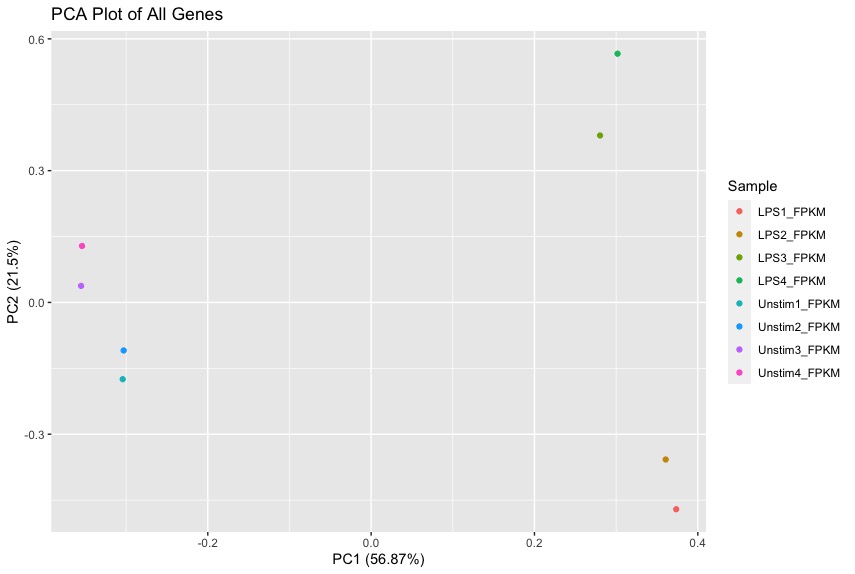 PCA Plot of All Genes
0.6
0.3
0.0
-0.3
PC2 (21.5%)
-0.2
0.0
0.2
0.4
PC1 (56.87%)
Sample
LPS1_FPKM
LPS2_FPKM
LPS3_FPKM
LPS4_FPKM
Unstim1_FPKM
Unstim2_FPKM
Unstim3_FPKM
Unstim4_FPKM